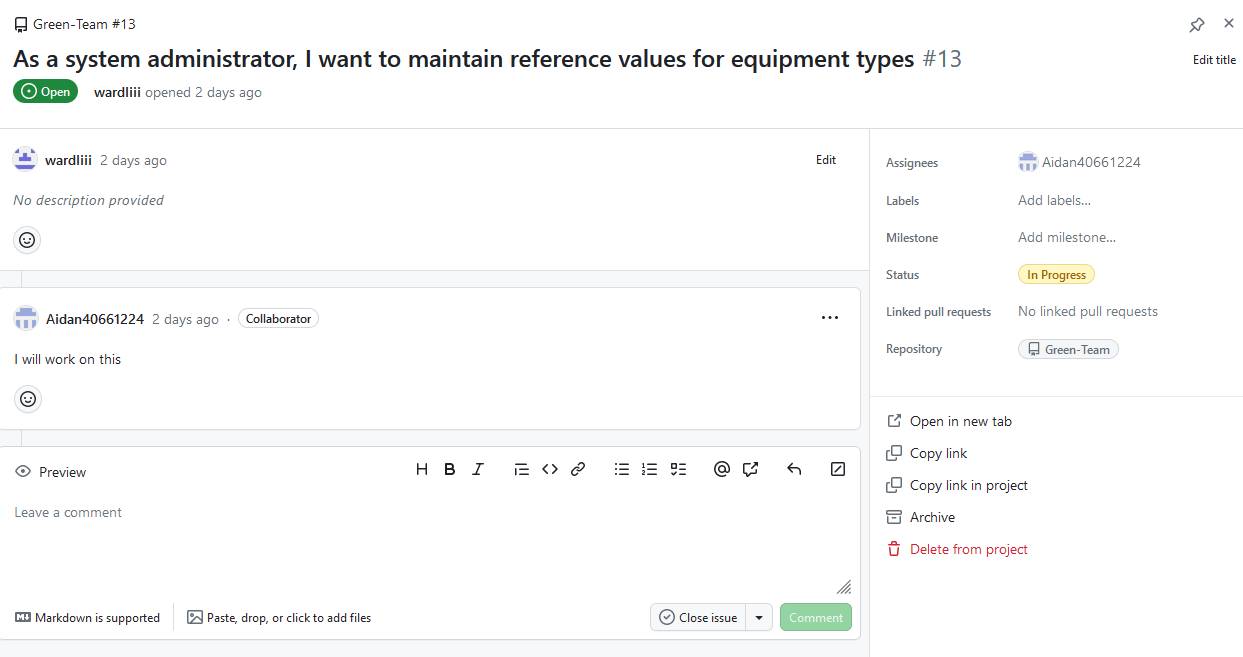 Green-Team #13
As a system administrator, I want to maintain reference values for equipment types #13
Edit title
Open
wardliii opened 2 days ago
wardliii 2 days ago
Edit
No description provided
Aidan40661224 2 days ago · Collaborator
I will work on this
Preview
Leave a comment
Markdown is supported
Paste, drop, or click to add files
Close issue
Comment
Assignees
Aidan40661224
Labels
Add labels...
Milestone
Add milestone...
Status
In Progress
Linked pull requests
No linked pull requests
Repository
Green-Team
Open in new tab
Copy link
Copy link in project
Archive
Delete from project